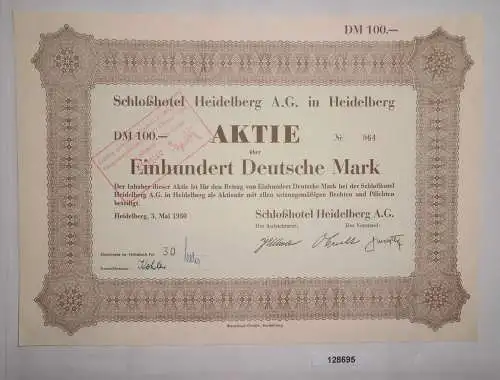 DM 100.—
Schloßhotel Heidelberg A.G. in Heidelberg
DM 100.—
AKTIE
№ 964
über
Einhundert Deutsche Mark
Der Inhaber dieser Aktie ist für den Betrag von Einhundert Deutsche Mark bei der Schloßhotel
Heidelberg A.G. in Heidelberg als Aktionär mit allen satzungsmäßigen Rechten und Pflichten
beteiligt.
Heidelberg, 3. Mai 1960
Schloßhotel Heidelberg A.G.
Der Aufsichtsrat:
Der Vorstand:
30
128695